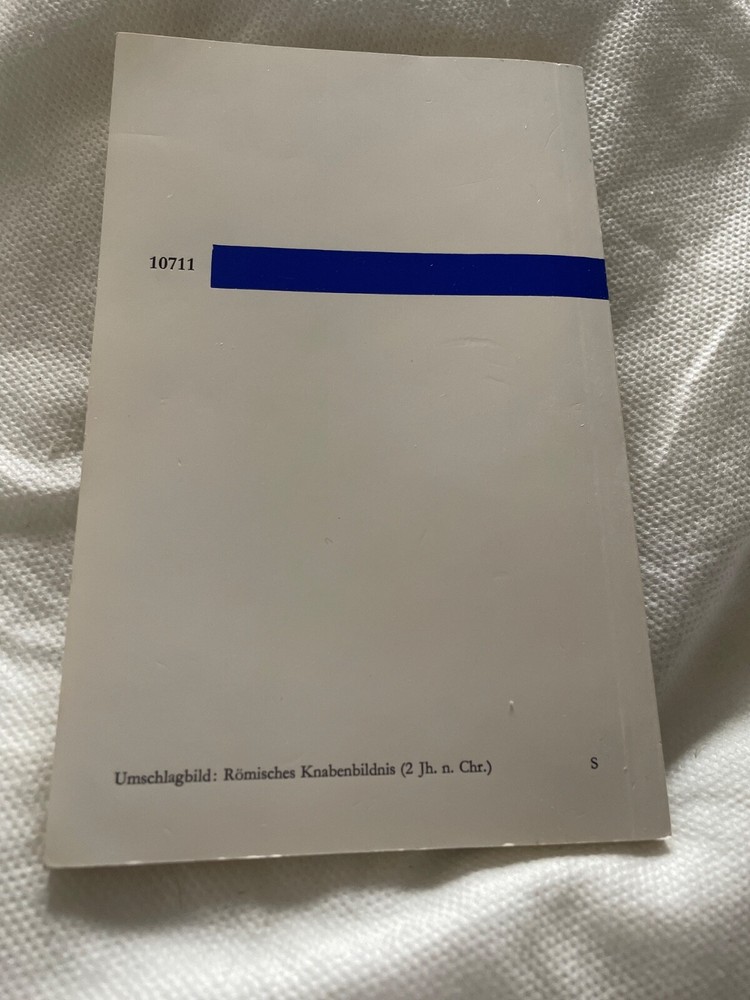 10711
Umschlagbild: Römisches Knabenbildnis (2 Jh. n. Chr.) S